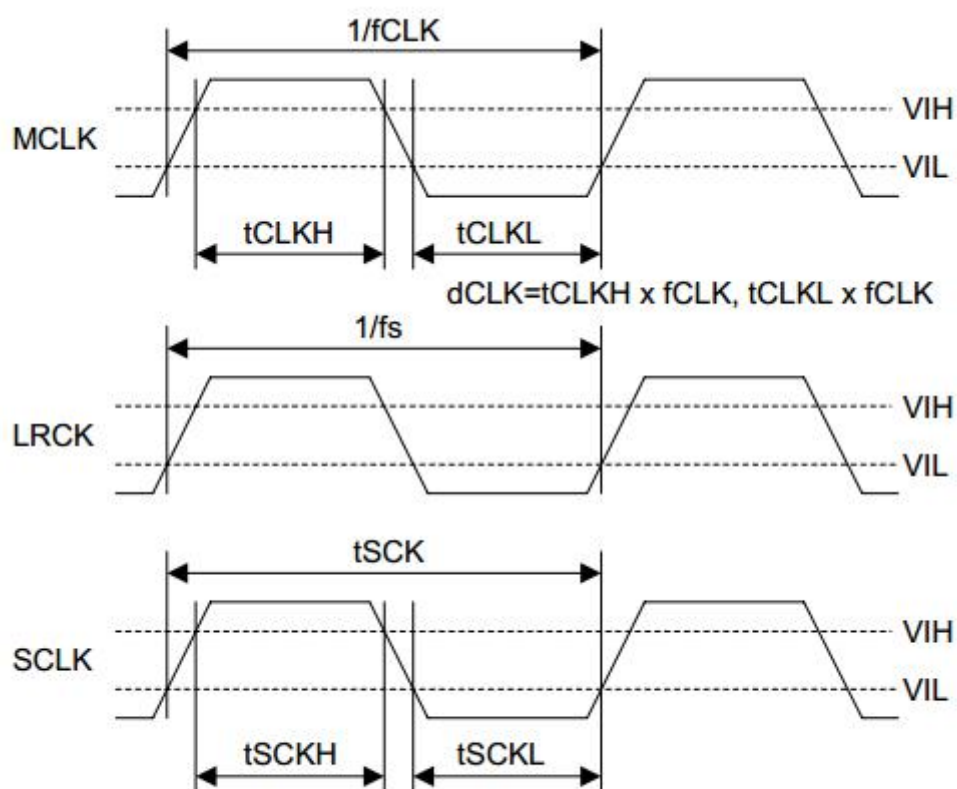 1/fCLK
VIH
MCLK
VIL
tCLKH
tCLKL
dCLK=tCLKH x fCLK, tCLKL x fCLK
1/fs
VIH
LRCK
VIL
tSCK
VIH
SCLK
VIL
tSCKH
tSCKL